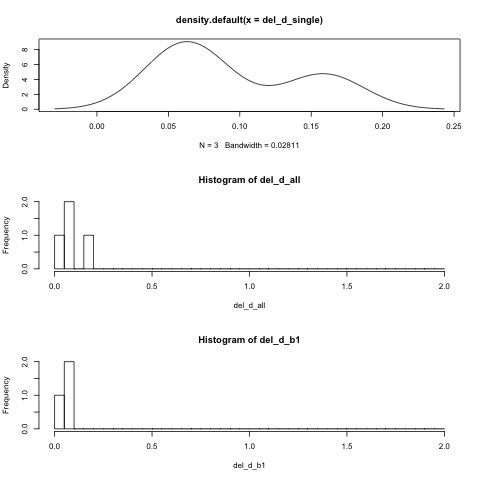 density.default(x = del_d_single)
Density
0 2 4 6 8
0.00 0.05 0.10 0.15 0.20 0.25
N = 3 Bandwidth = 0.02811
Histogram of del_d_all
Frequency
0.0 1.0 2.0
0.0 0.5 1.0 1.5 2.0
del_d_all
Histogram of del_d_b1
Frequency
0.0 1.0 2.0
0.0 0.5 1.0 1.5 2.0
del_d_b1